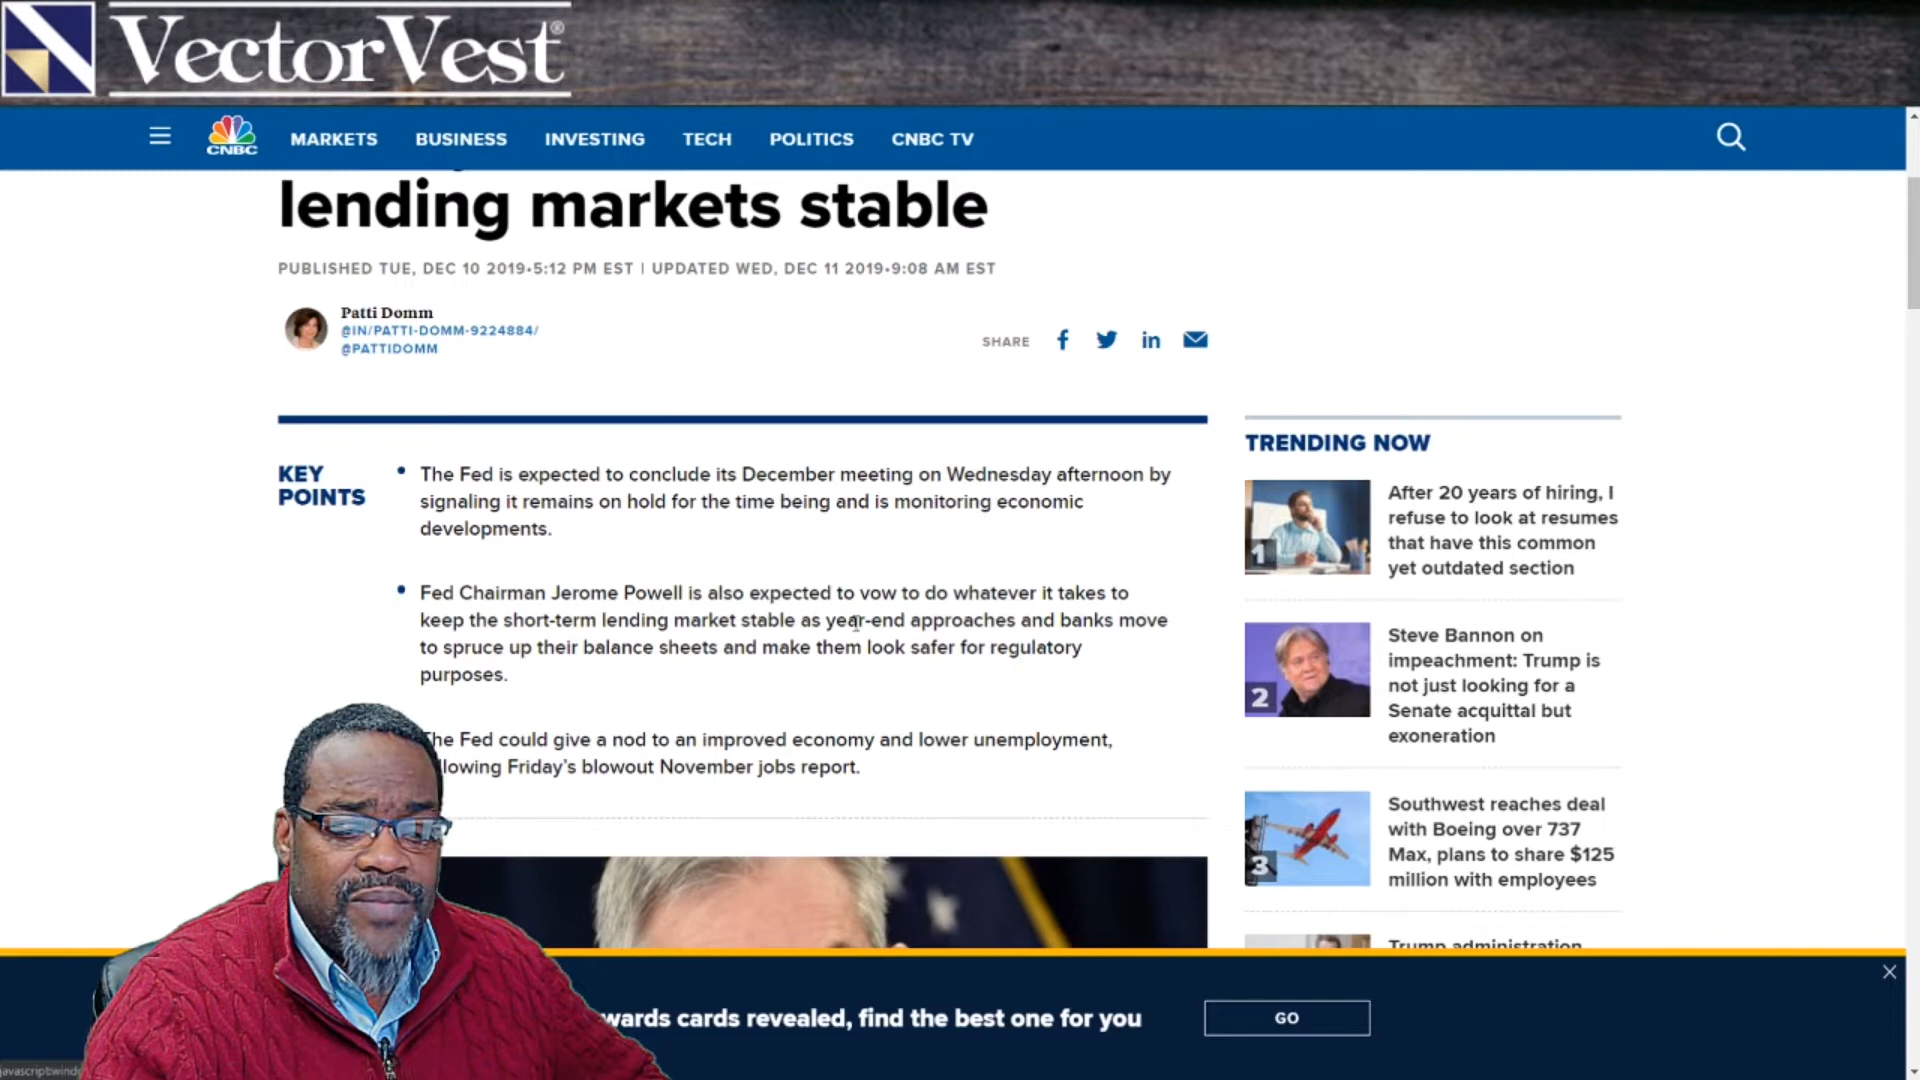 VectorVest®
CNBC
MARKETS
BUSINESS
INVESTING
TECH
POLITICS
CNBC TV
lending markets stable
PUBLISHED TUE, DEC 10 2019•5:12 PM EST | UPDATED WED, DEC 11 2019•9:08 AM EST
Patti Domm
@IN/PATTI-DOMM-9224884/
@PATTIDOMM
SHARE
KEY
POINTS
The Fed is expected to conclude its December meeting on Wednesday afternoon by
signaling it remains on hold for the time being and is monitoring economic
developments.
Fed Chairman Jerome Powell is also expected to vow to do whatever it takes to
keep the short-term lending market stable as year-end approaches and banks move
to spruce up their balance sheets and make them look safer for regulatory
purposes.
The Fed could give a nod to an improved economy and lower unemployment,
Friday’s blowout November jobs report.
TRENDING NOW
1
After 20 years of hiring, I
refuse to look at resumes
that have this common
yet outdated section
2
Steve Bannon on
impeachment: Trump is
not just looking for a
Senate acquittal but
exoneration
3
Southwest reaches deal
with Boeing over 737
Max, plans to share $125
million with employees
Trump administration
cards revealed, find the best one for you
GO